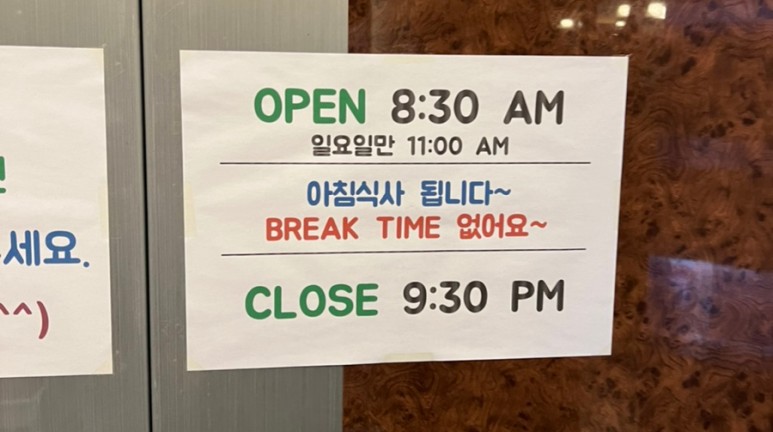 OPEN 8:30 AM
일요일만 11:00 AM
아침식사 됩니다~
BREAK TIME 없어요~
CLOSE 9:30 PM
세요.
^^)